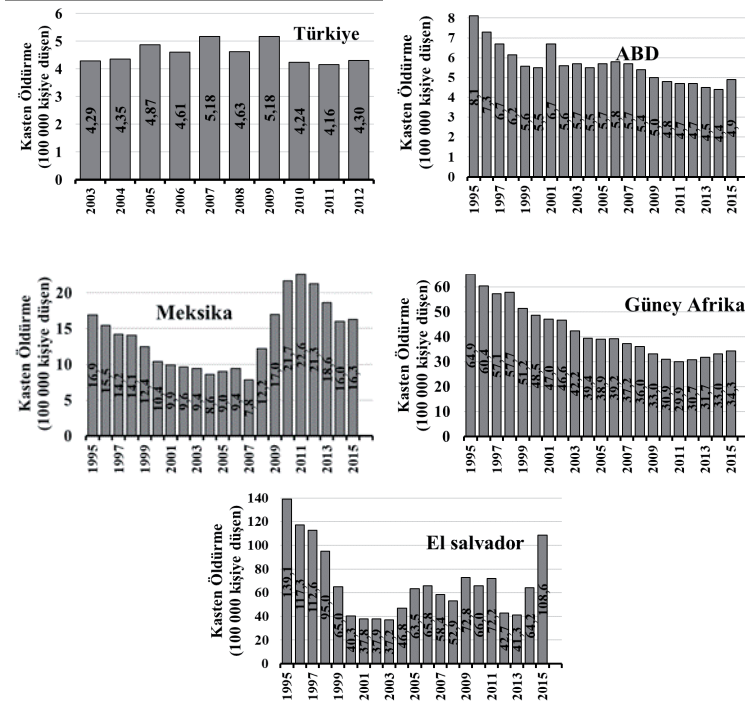 Kasten Öldürme
(100 000 kişiye düşen)
Türkiye
6
5
4
3
2
1
0
4,29 4,35 4,87 4,61 5,18 4,63 5,18 4,24 4,16 4,30
2003 2004 2005 2006 2007 2008 2009 2010 2011 2012
Kasten Öldürme
(100 000 kişiye düşen)
ABD
8
7
6
5
4
3
2
1
0
8,1 7,3 6,7 6,2 5,6 5,5 6,7 5,6 5,7 5,5 5,7 5,8 5,7 5,4 5,0 4,8 4,7 4,7 4,5 4,4 4,9
1995 1997 1999 2001 2003 2005 2007 2009 2011 2013 2015
Kasten Öldürme
(100 000 kişiye düşen)
Meksika
20
15
10
5
0
16,9 15,5 14,2 14,1 12,4 10,4 9,9 9,6 9,4 8,6 9,0 9,4 7,8 12,2 17,0 21,7 22,6 21,3 18,6 16,0 16,3
1995 1997 1999 2001 2003 2005 2007 2009 2011 2013 2015
Kasten Öldürme
(100 000 kişiye düşen)
Güney Afrika
60
50
40
30
20
10
0
64,9 60,4 57,1 57,7 51,2 48,5 47,0 46,6 42,2 39,4 38,9 39,2 37,2 36,0 33,0 30,9 29,9 30,7 31,7 33,0 34,3
1995 1997 1999 2001 2003 2005 2007 2009 2011 2013 2015
Kasten Öldürme
(100 000 kişiye düşen)
El salvador
140
120
100
80
60
40
20
0
139,1 117,3 112,6 95,0 65,0 40,3 37,8 37,9 37,2 46,8 63,5 65,8 58,4 52,9 72,8 66,0 72,2 42,7 64,2 108,6
1995 1997 1999 2001 2003 2005 2007 2009 2011 2013 2015